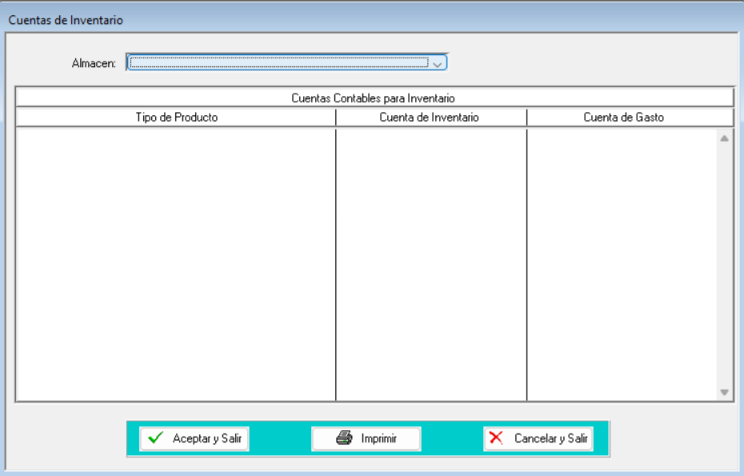 Cuentas de Inventario
Almacen:
Cuentas Contables para Inventario
Tipo de Producto Cuenta de Inventario Cuenta de Gasto
Aceptar y Salir Imprimir Cancelar y Salir